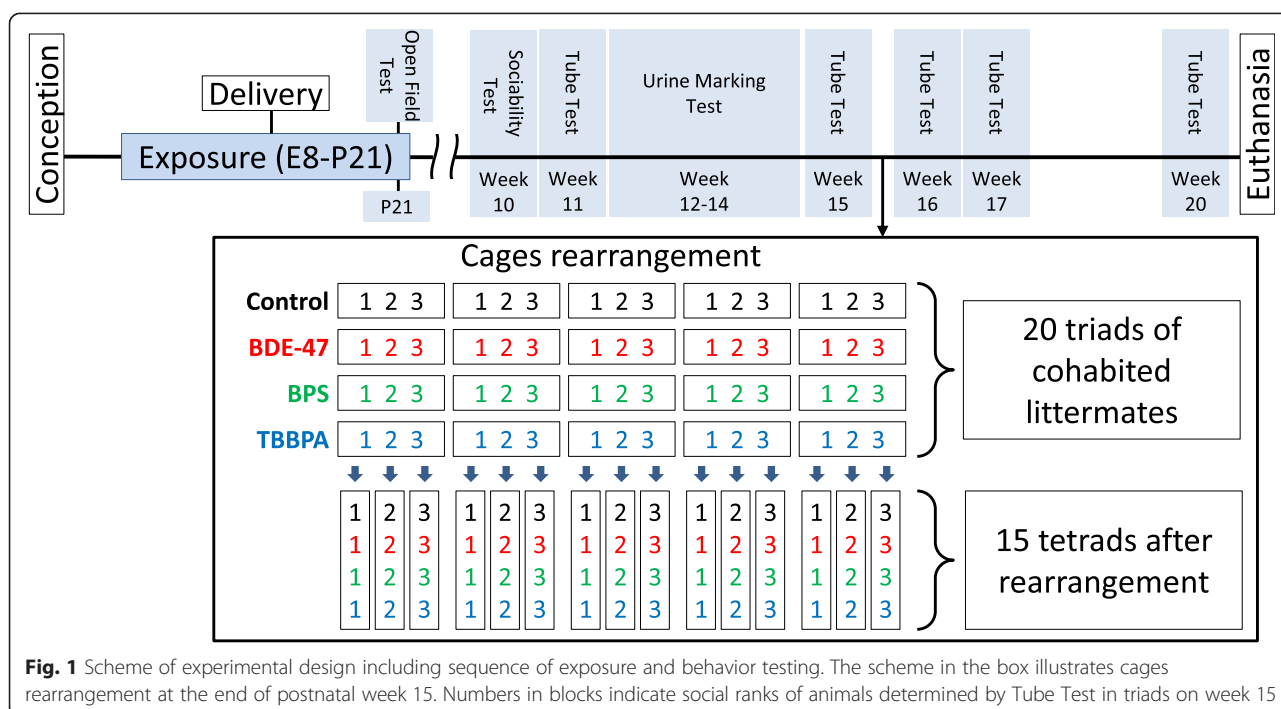 Conception
Delivery
Exposure (E8-P21)
Open Field
Test
P21
Sociability
Test
Week
10
Tube Test
Week
11
Urine Marking
Test
Week
12-14
Tube Test
Week
15
Tube Test
Week
16
Tube Test
Week
17
Tube Test
Week
20
Euthanasia
Cages rearrangement
Control 1 2 3 1 2 3 1 2 3 1 2 3 1 2 3
BDE-47 1 2 3 1 2 3 1 2 3 1 2 3 1 2 3
BPS 1 2 3 1 2 3 1 2 3 1 2 3 1 2 3
TBBPA 1 2 3 1 2 3 1 2 3 1 2 3 1 2 3
20 triads of
cohabited
littermates
1 2 3 1 2 3 1 2 3 1 2 3 1 2 3
1 2 3 1 2 3 1 2 3 1 2 3 1 2 3
1 2 3 1 2 3 1 2 3 1 2 3 1 2 3
1 2 3 1 2 3 1 2 3 1 2 3 1 2 3
15 tetrads after
rearrangement
Fig. 1 Scheme of experimental design including sequence of exposure and behavior testing. The scheme in the box illustrates cages
rearrangement at the end of postnatal week 15. Numbers in blocks indicate social ranks of animals determined by Tube Test in triads on week 15